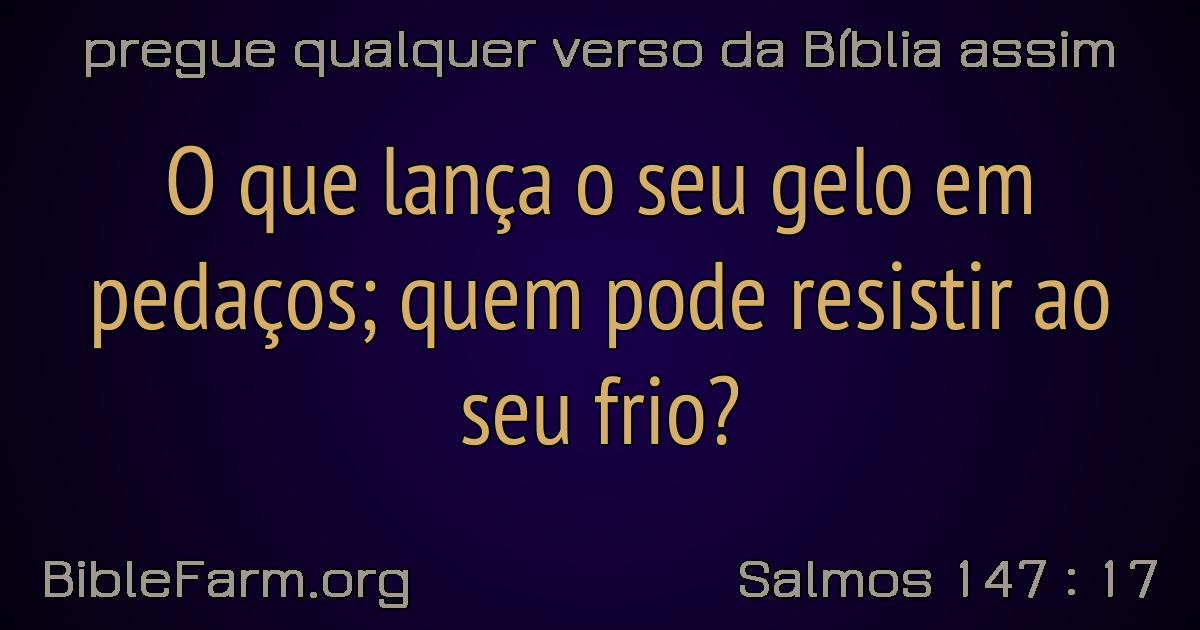 pregue qualquer verso da Bíblia assim
O que lança o seu gelo em
pedaços; quem pode resistir ao
seu frio?
BibleFarm.org
Salmos 147 : 17